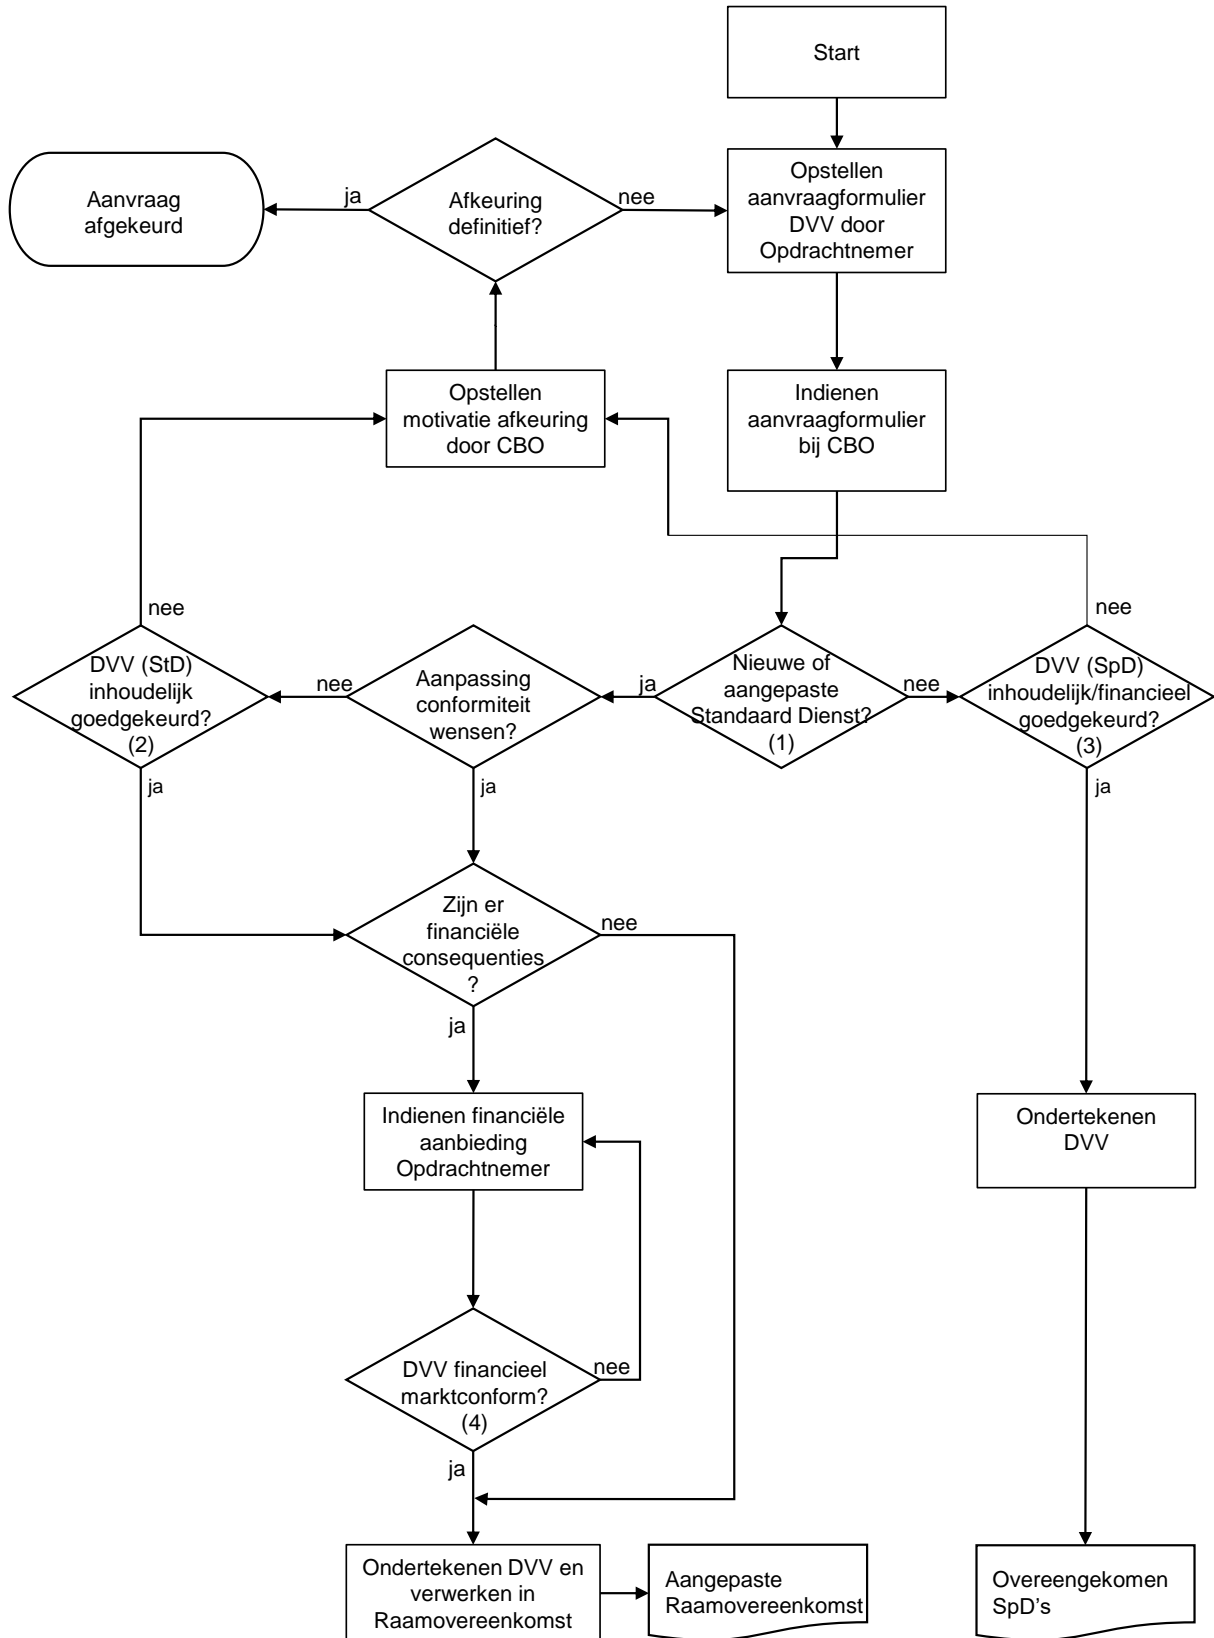 Start
Aanvraag
afgekeurd
ja
Afkeuring
definitief?
nee
Opstellen
aanvraagformulier
DVV door
Opdrachtnemer
Opstellen
motivatie afkeuring
door CBO
Indienen
aanvraagformulier
bij CBO
nee
DVV (StD)
inhoudelijk
goedgekeurd?
(2)
ja
nee
Aanpassing
conformiteit
wensen?
ja
ja
Nieuwe of
aangepaste
Standaard Dienst?
(1)
nee
nee
DVV (SpD)
inhoudelijk/financieel
goedgekeurd?
(3)
ja
Zijn er
financiële
consequenties
?
nee
ja
Indienen financiële
aanbieding
Opdrachtnemer
Ondertekenen
DVV
DVV financieel
marktconform?
(4)
nee
ja
Ondertekenen DVV en
verwerken in
Raamovereenkomst
Aangepaste
Raamovereenkomst
Overeengekomen
SpD's